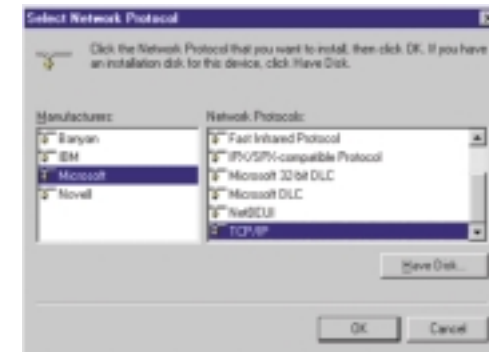 Select Network Protocol
Click the Network Protocol that you want to install, then click OK. If you have
an installation disk for this device, click Have Disk.
Manufacturers:
Banyan
IBM
Microsoft
Novell
Network Protocols:
Fast Infrared Protocol
IPX/SPX-compatible Protocol
Microsoft 32-bit DLC
Microsoft DLC
NetBEUI
TCP/IP
Have Disk...
OK
Cancel